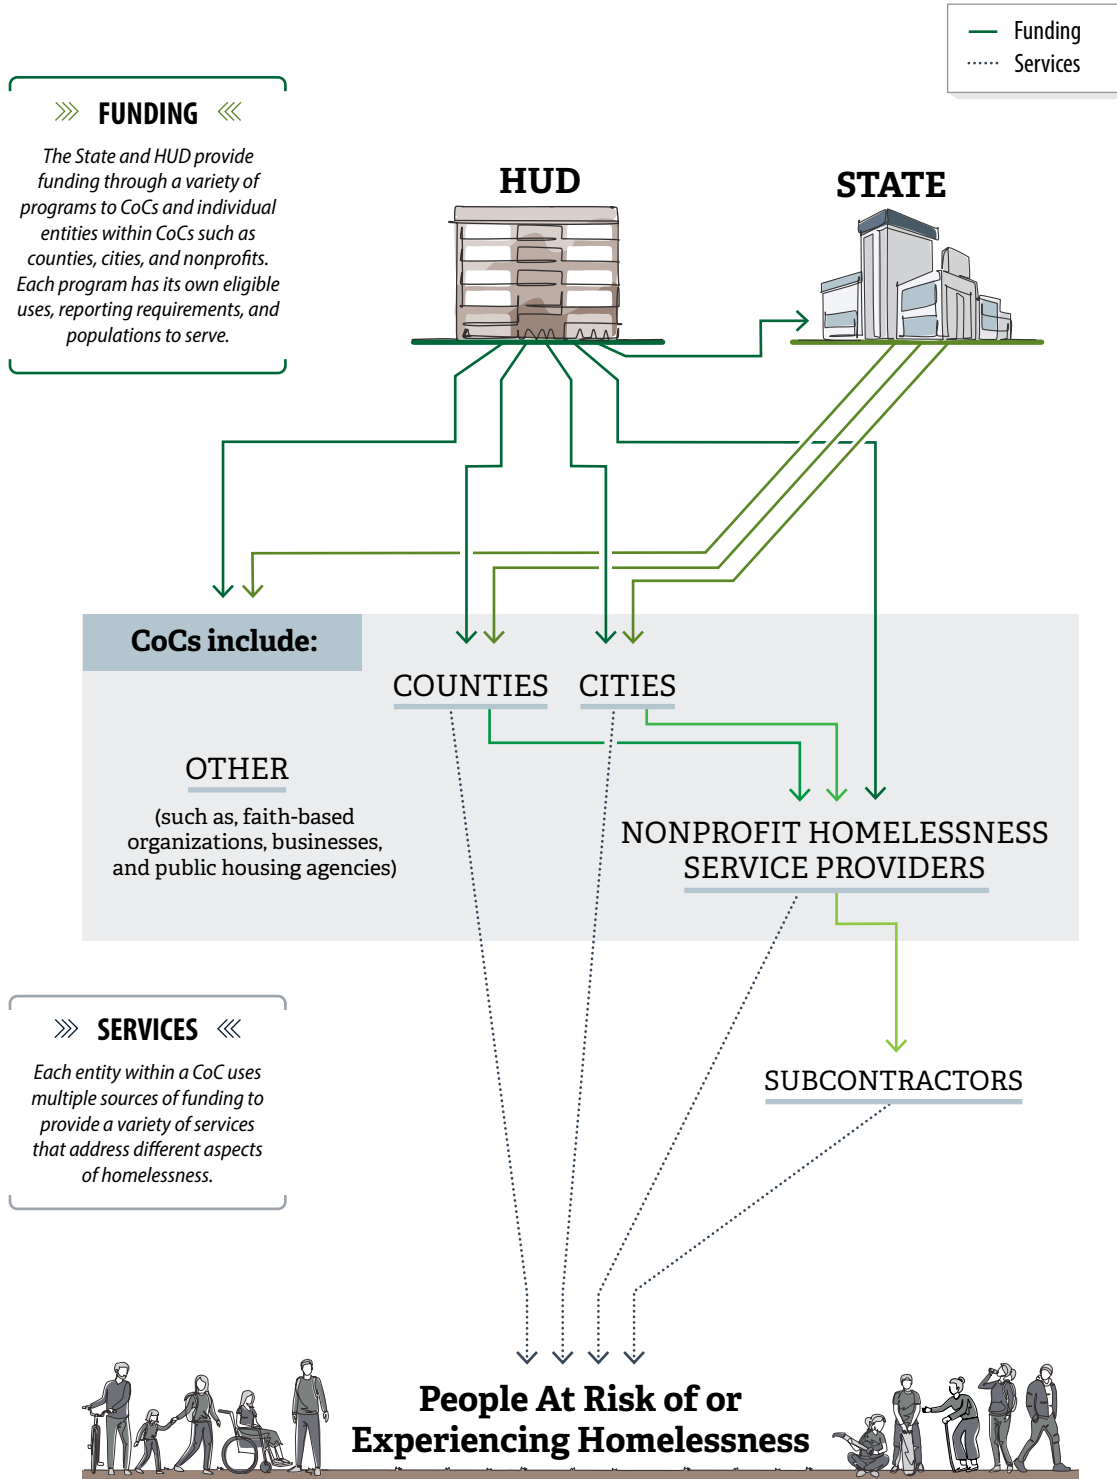 Funding
Services
FUNDING
The State and HUD provide
funding through a variety of
programs to CoCs and individual
entities within CoCs such as
counties, cities, and nonprofits.
Each program has its own eligible
uses, reporting requirements, and
populations to serve.
HUD
STATE
CoCs include:
COUNTIES
CITIES
OTHER
(such as, faith-based
organizations, businesses,
and public housing agencies)
NONPROFIT HOMELESSNESS
SERVICE PROVIDERS
SERVICES
Each entity within a CoC uses
multiple sources of funding to
provide a variety of services
that address different aspects
of homelessness.
SUBCONTRACTORS
People At Risk of or
Experiencing Homelessness